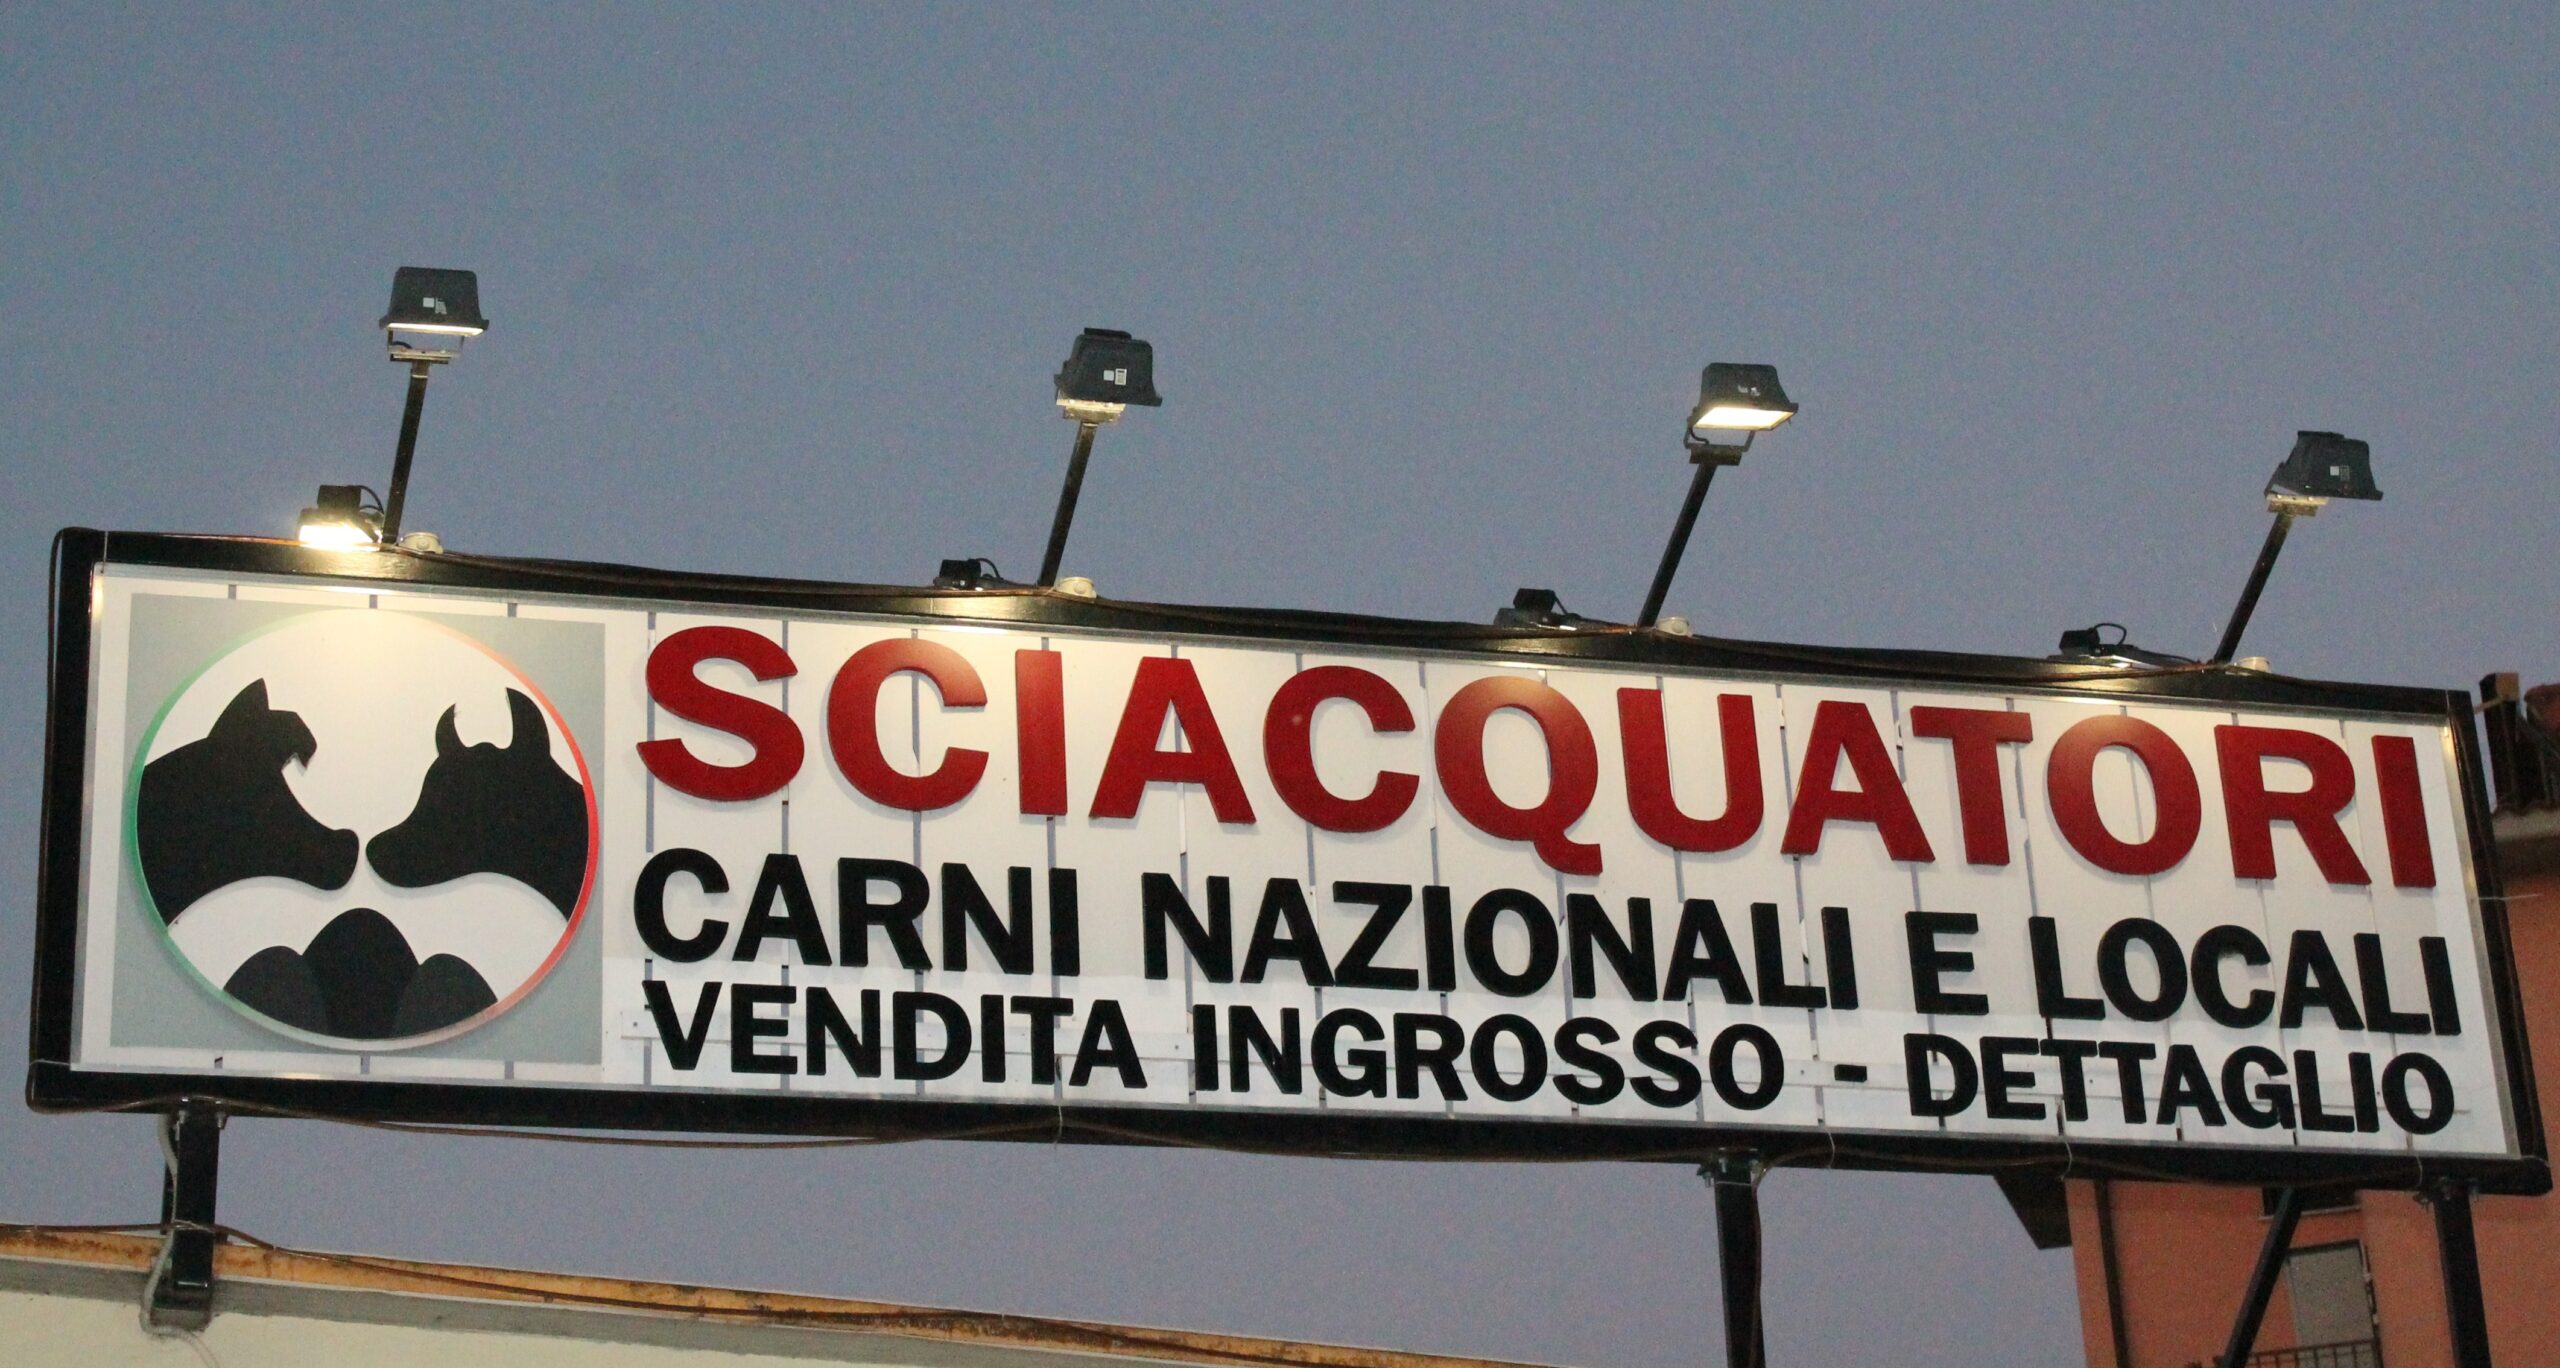 SCIACQUATORI
CARNI NAZIONALI E LOCALI
VENDITA INGROSSO - DETTAGLIO